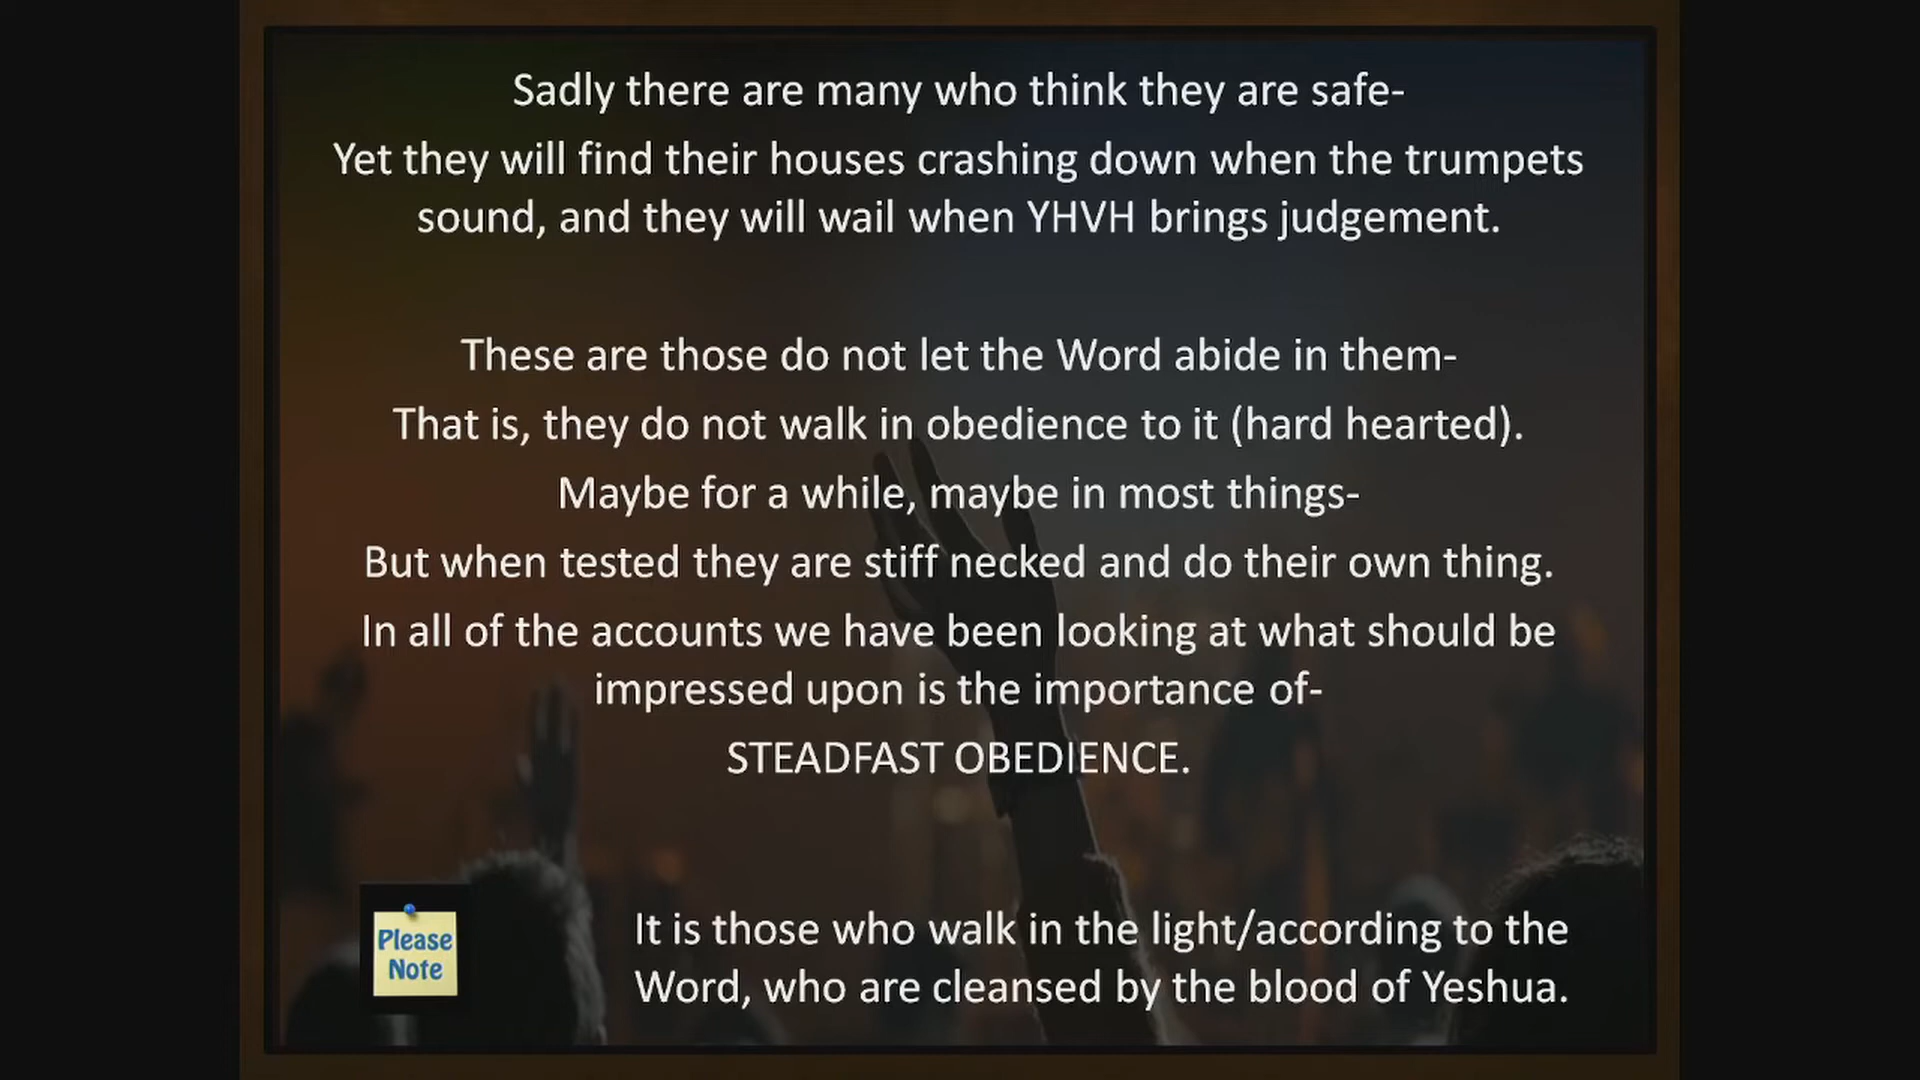 Sadly there are many who think they are safe-
Yet they will find their houses crashing down when the trumpets
sound, and they will wail when YHVH brings judgement.
These are those do not let the Word abide in them-
That is, they do not walk in obedience to it (hard hearted).
Maybe for a while, maybe in most things-
But when tested they are stiff necked and do their own thing.
In all of the accounts we have been looking at what should be
impressed upon is the importance of-
STEADFAST OBEDIENCE.
Please
Note
It is those who walk in the light/according to the
Word, who are cleansed by the blood of Yeshua.